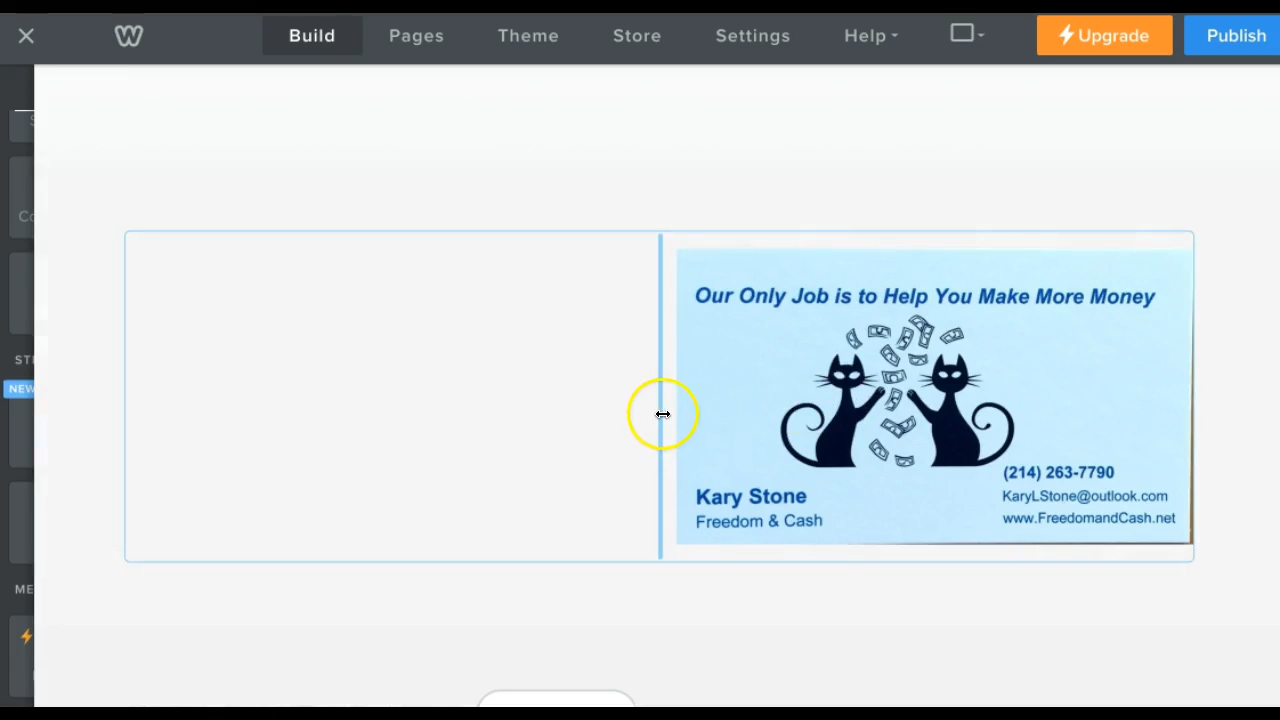 Build Pages Theme Store Settings Help Upgrade Publish
Our Only Job is to Help You Make More Money
(214) 263-7790
Kary Stone
KaryLStone@outlook.com
Freedom & Cash
www.FreedomandCash.net
NEW